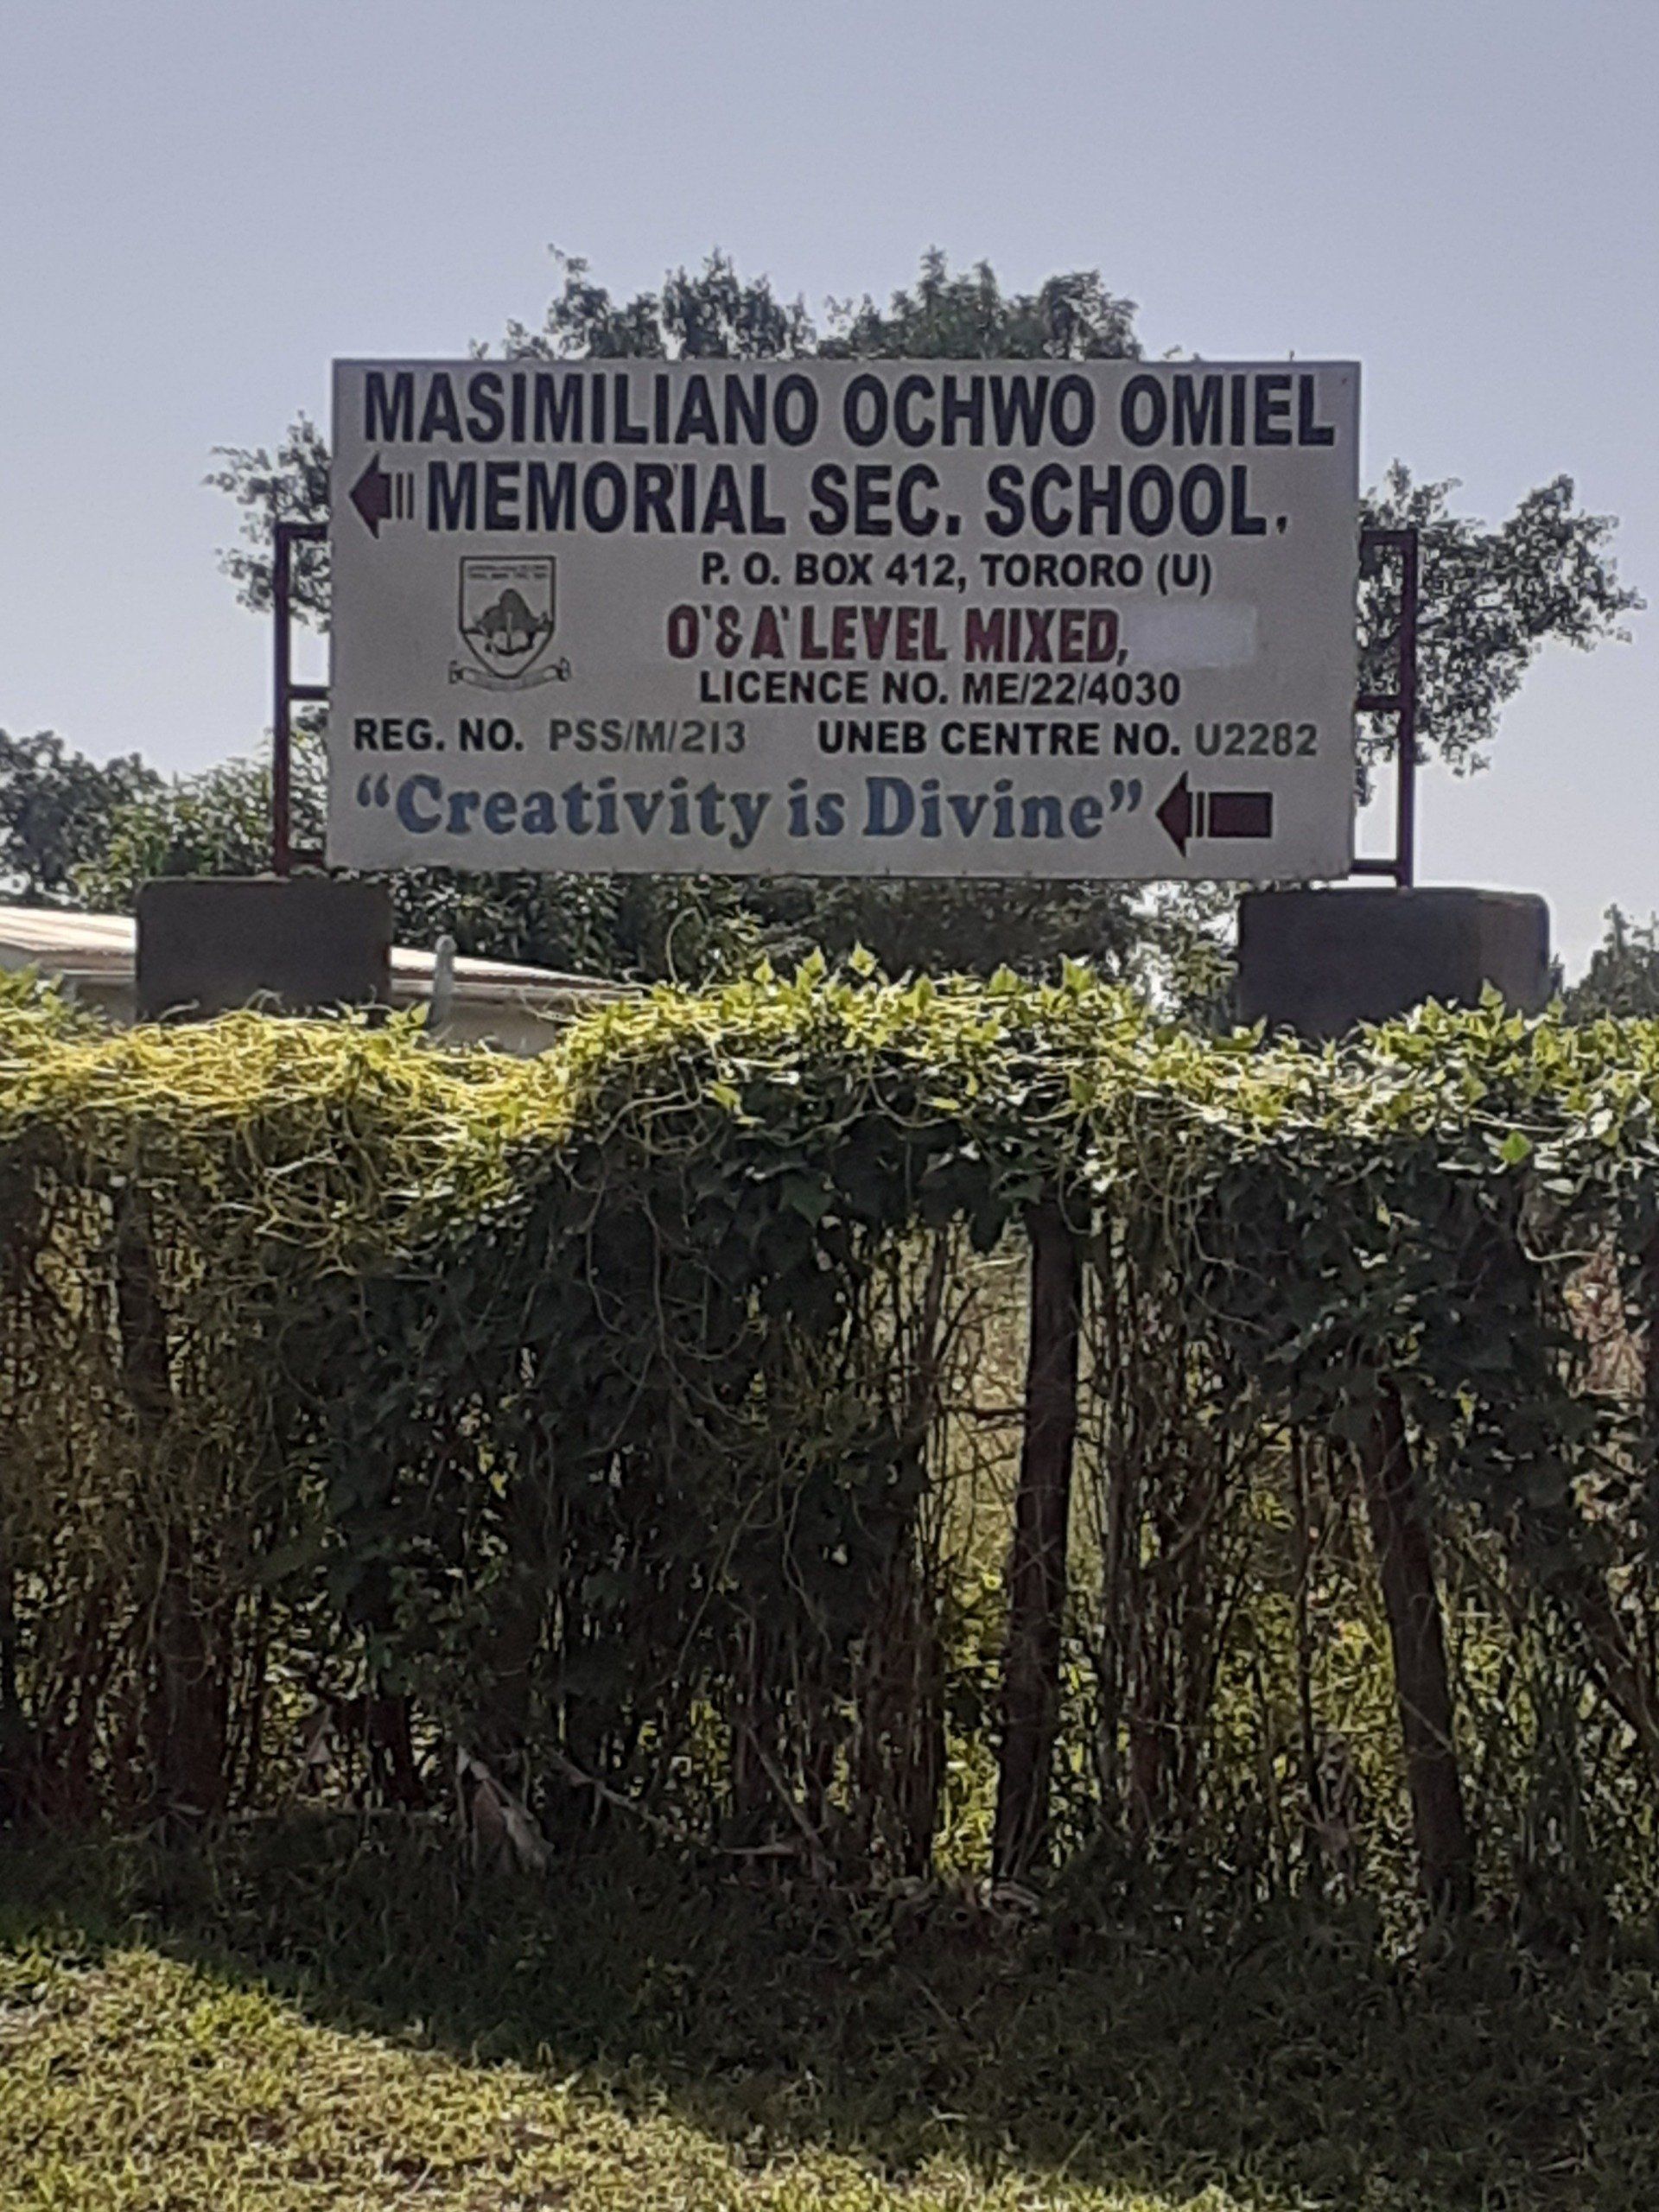 MASIMILIANO OCHWO OMIEL
MEMORIAL SEC. SCHOOL.
P. O. BOX 412, TORORO (U)
O'&A' LEVEL MIXED,
LICENCE NO. ME/22/4030
REG. NO. PSS/M/213 UNEB CENTRE NO. U2282
"Creativity is Divine"